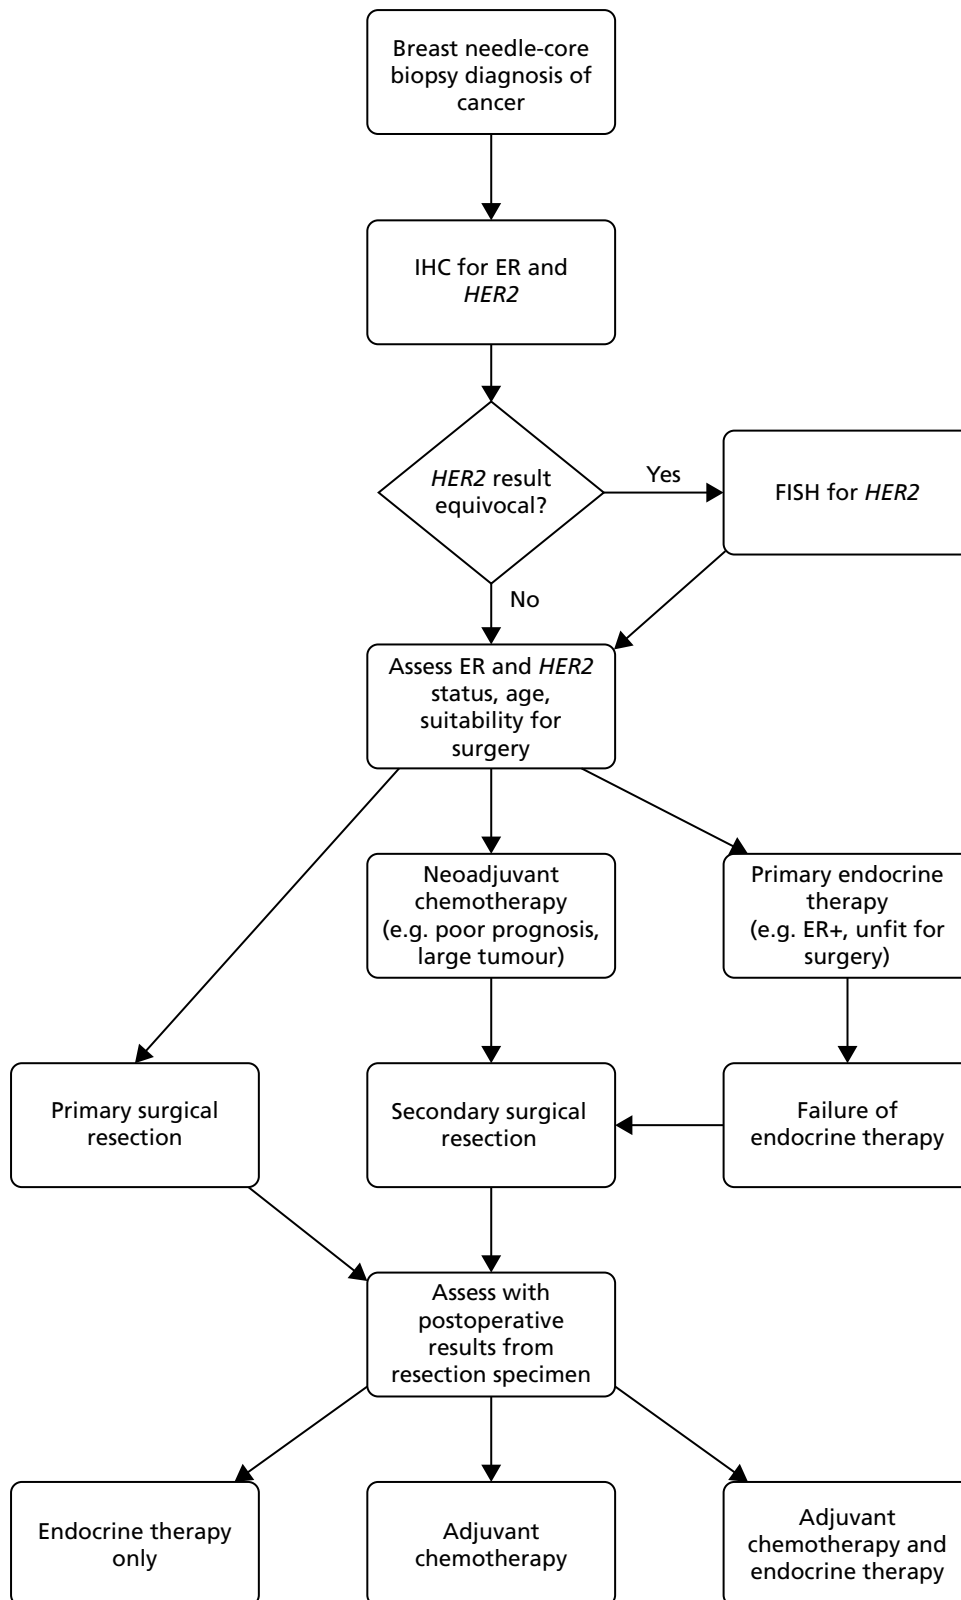 Breast needle-core
biopsy diagnosis of
cancer
IHC for ER and
HER2
HER2 result
equivocal?
Yes
FISH for HER2
No
Assess ER and HER2
status, age,
suitability for
surgery
Neoadjuvant
chemotherapy
(e.g. poor prognosis,
large tumour)
Primary endocrine
therapy
(e.g. ER+, unfit for
surgery)
Primary surgical
resection
Secondary surgical
resection
Failure of
endocrine therapy
Assess with
postoperative
results from
resection specimen
Endocrine therapy
only
Adjuvant
chemotherapy
Adjuvant
chemotherapy and
endocrine therapy